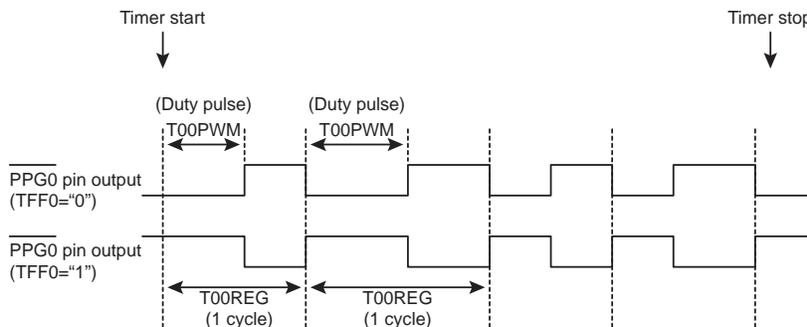 Timer start
Timer stop
(Duty pulse)
T00PWM
(Duty pulse)
T00PWM
PPG0 pin output
(TFF0=“0”)
PPG0 pin output
(TFF0=“1”)
T00REG
(1 cycle)
T00REG
(1 cycle)